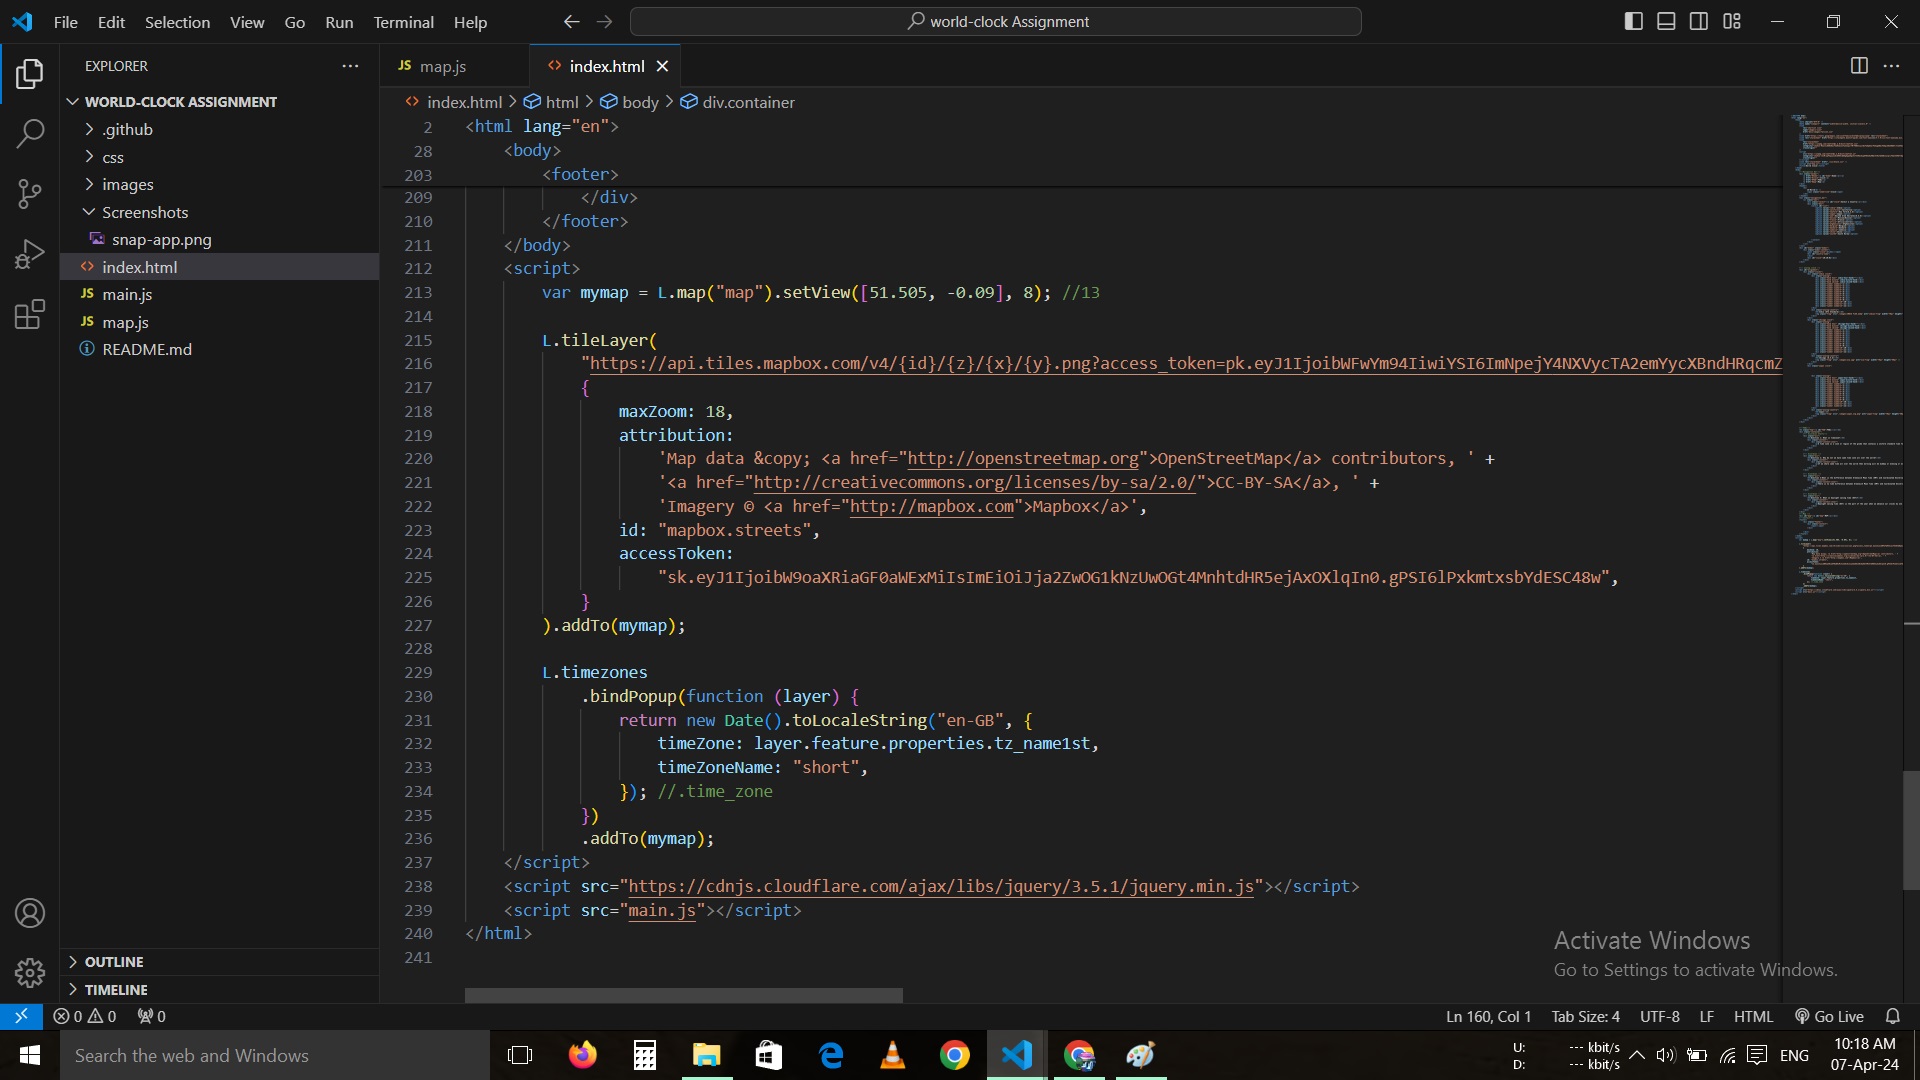 File Edit Selection View Go Run Terminal Help
world-clock Assignment
EXPLORER
JS map.js
<> index.html
WORLD-CLOCK ASSIGNMENT
.github
css
images
Screenshots
snap-app.png
<> index.html
JS main.js
JS map.js
README.md
OUTLINE
TIMELINE
<> index.html > html > body > div.container
2 <html lang="en">
28 <body>
203 <footer>
209 </div>
210 </footer>
211 </body>
212 <script>
213 var mymap = L.map("map").setView([51.505, -0.09], 8); //13
214
215 L.tileLayer(
216 "https://api.tiles.mapbox.com/v4/{id}/{z}/{x}/{y}.png?access_token=pk.eyJ1IjoibWFwYm94IiwiYSI6ImNpejY4NXVycTA2emYycXBndHRqcmZ
217 {
218 maxZoom: 18,
219 attribution:
220 'Map data &copy; <a href="http://openstreetmap.org">OpenStreetMap</a> contributors, ' +
221 '<a href="http://creativecommons.org/licenses/by-sa/2.0/">CC-BY-SA</a>, ' +
222 'Imagery © <a href="http://mapbox.com">Mapbox</a>',
223 id: "mapbox.streets",
224 accessToken:
225 "sk.eyJ1IjoibW9oaXRiaGF0aWExMiIsImEiOiJja2ZwOG1kNzUwOGt4MnhtdHR5ejAxOXlqIn0.gPSI6lPxkmtxsbYdESC48w",
226 }
227 ).addTo(mymap);
228
229 L.timezones
230 .bindPopup(function (layer) {
231 return new Date().toLocaleString("en-GB", {
232 timeZone: layer.feature.properties.tz_name1st,
233 timeZoneName: "short",
234 }); //.time_zone
235 })
236 .addTo(mymap);
237 </script>
238 <script src="https://cdnjs.cloudflare.com/ajax/libs/jquery/3.5.1/jquery.min.js"></script>
239 <script src="main.js"></script>
240 </html>
241
Activate Windows
Go to Settings to activate Windows.
0 0 0
Ln 160, Col 1 Tab Size: 4 UTF-8 LF HTML Go Live
Search the web and Windows
U: --- kbit/s
D: --- kbit/s
ENG
10:18 AM
07-Apr-24